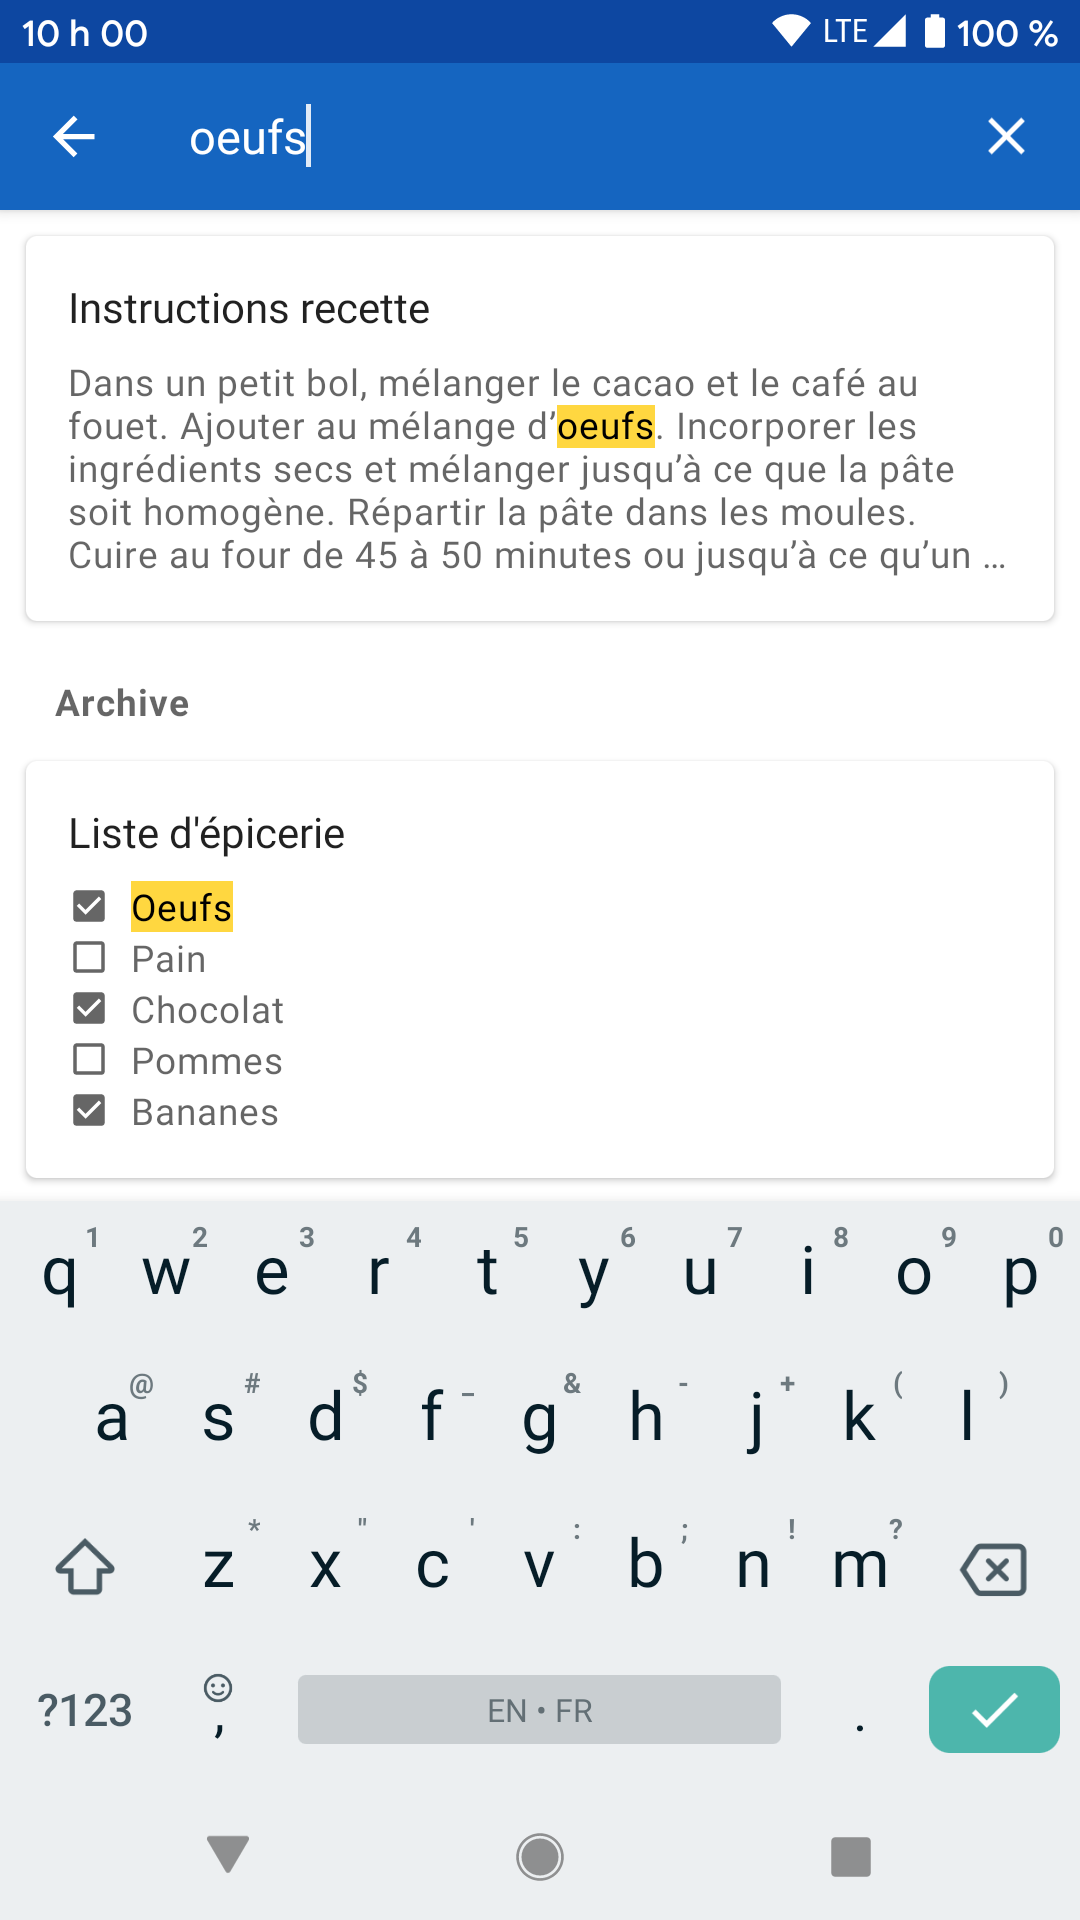 10 h 00 LTE 100 %
oeufs
Instructions recette
Dans un petit bol, mélanger le cacao et le café au
fouet. Ajouter au mélange d’oeufs. Incorporer les
ingrédients secs et mélanger jusqu’à ce que la pâte
soit homogène. Répartir la pâte dans les moules.
Cuire au four de 45 à 50 minutes ou jusqu’à ce qu’un …
Archive
Liste d'épicerie
Oeufs
Pain
Chocolat
Pommes
Bananes
1 2 3 4 5 6 7 8 9 0
q w e r t y u i o p
@ # $ _ & - + ( )
a s d f g h j k l
* " ' : ; ! ?
z x c v b n m
?123 , EN • FR .